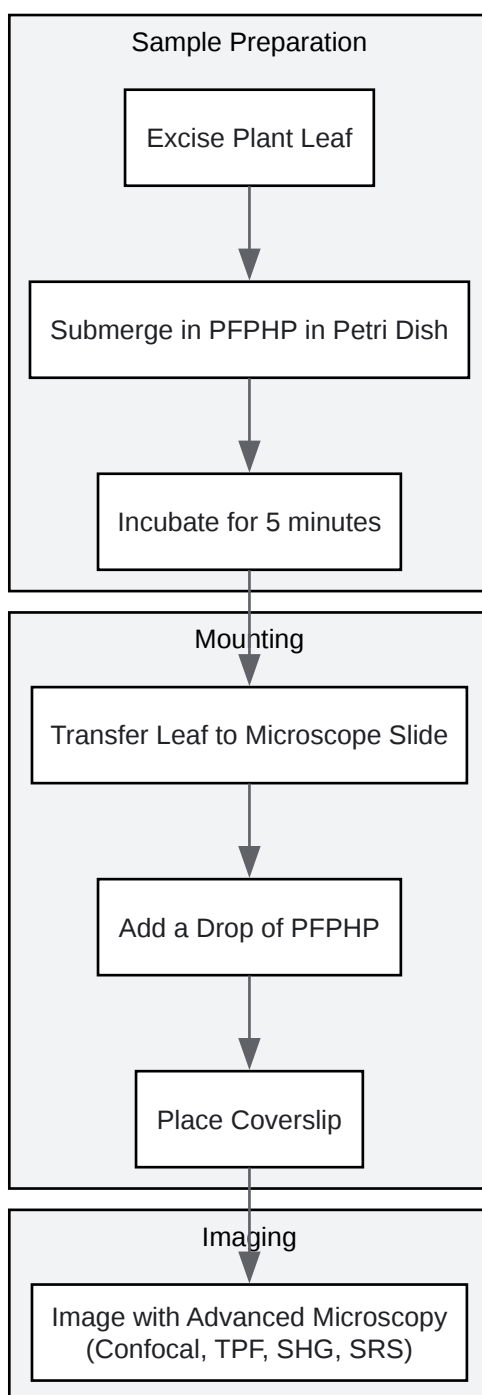 Sample Preparation
Excise Plant Leaf
Submerge in PFPHP in Petri Dish
Incubate for 5 minutes
Mounting
Transfer Leaf to Microscope Slide
Add a Drop of PFPHP
Place Coverslip
Imaging
Image with Advanced Microscopy
(Confocal, TPF, SHG, SRS)